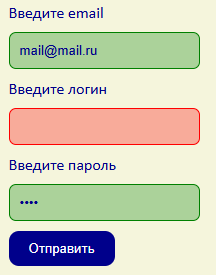 Введите email
mail@mail.ru
Введите логин
Введите пароль
••••
Отправить